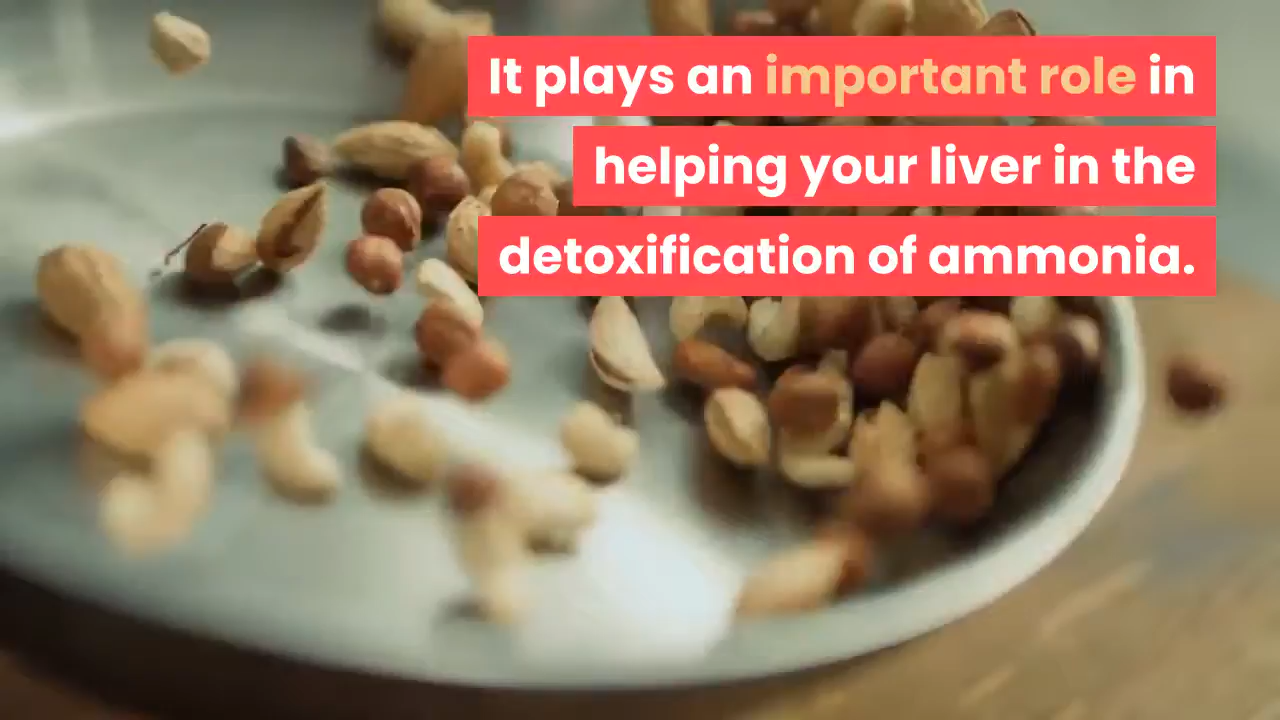 It plays an important role in
helping your liver in the
detoxification of ammonia.